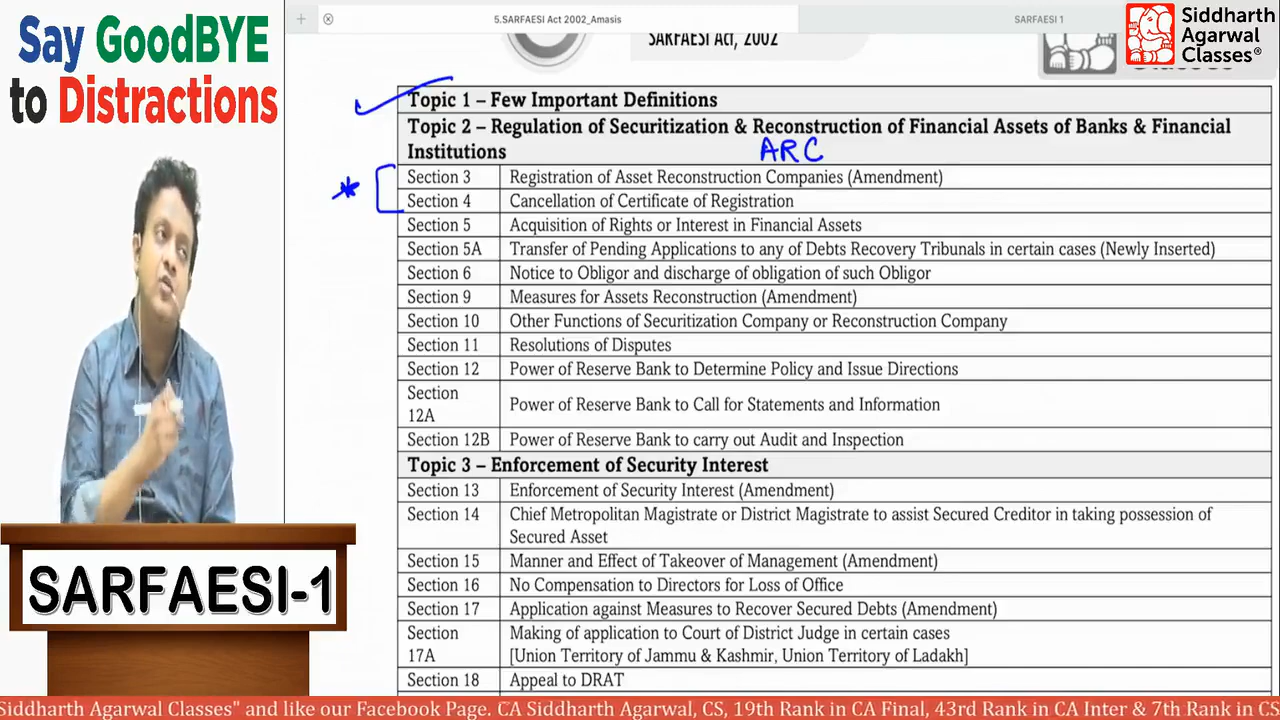 Say GoodBYE
to Distractions
5.SARFAESI Act 2002_Amasis
SARFAESI 1
Siddharth
Agarwal
Classes®
SARFAESI Act, 2002
Topic 1 – Few Important Definitions
Topic 2 – Regulation of Securitization & Reconstruction of Financial Assets of Banks & Financial
Institutions
ARC
Section 3 Registration of Asset Reconstruction Companies (Amendment)
Section 4 Cancellation of Certificate of Registration
Section 5 Acquisition of Rights or Interest in Financial Assets
Section 5A Transfer of Pending Applications to any of Debts Recovery Tribunals in certain cases (Newly Inserted)
Section 6 Notice to Obligor and discharge of obligation of such Obligor
Section 9 Measures for Assets Reconstruction (Amendment)
Section 10 Other Functions of Securitization Company or Reconstruction Company
Section 11 Resolutions of Disputes
Section 12 Power of Reserve Bank to Determine Policy and Issue Directions
Section
12A
Power of Reserve Bank to Call for Statements and Information
Section 12B Power of Reserve Bank to carry out Audit and Inspection
Topic 3 – Enforcement of Security Interest
Section 13 Enforcement of Security Interest (Amendment)
Section 14 Chief Metropolitan Magistrate or District Magistrate to assist Secured Creditor in taking possession of
Secured Asset
Section 15 Manner and Effect of Takeover of Management (Amendment)
Section 16 No Compensation to Directors for Loss of Office
Section 17 Application against Measures to Recover Secured Debts (Amendment)
Section Making of application to Court of District Judge in certain cases
17A [Union Territory of Jammu & Kashmir, Union Territory of Ladakh]
Section 18 Appeal to DRAT
SARFAESI-1
Siddharth Agarwal Classes" and like our Facebook Page. CA Siddharth Agarwal, CS, 19th Rank in CA Final, 43rd Rank in CA Inter & 7th Rank in CS